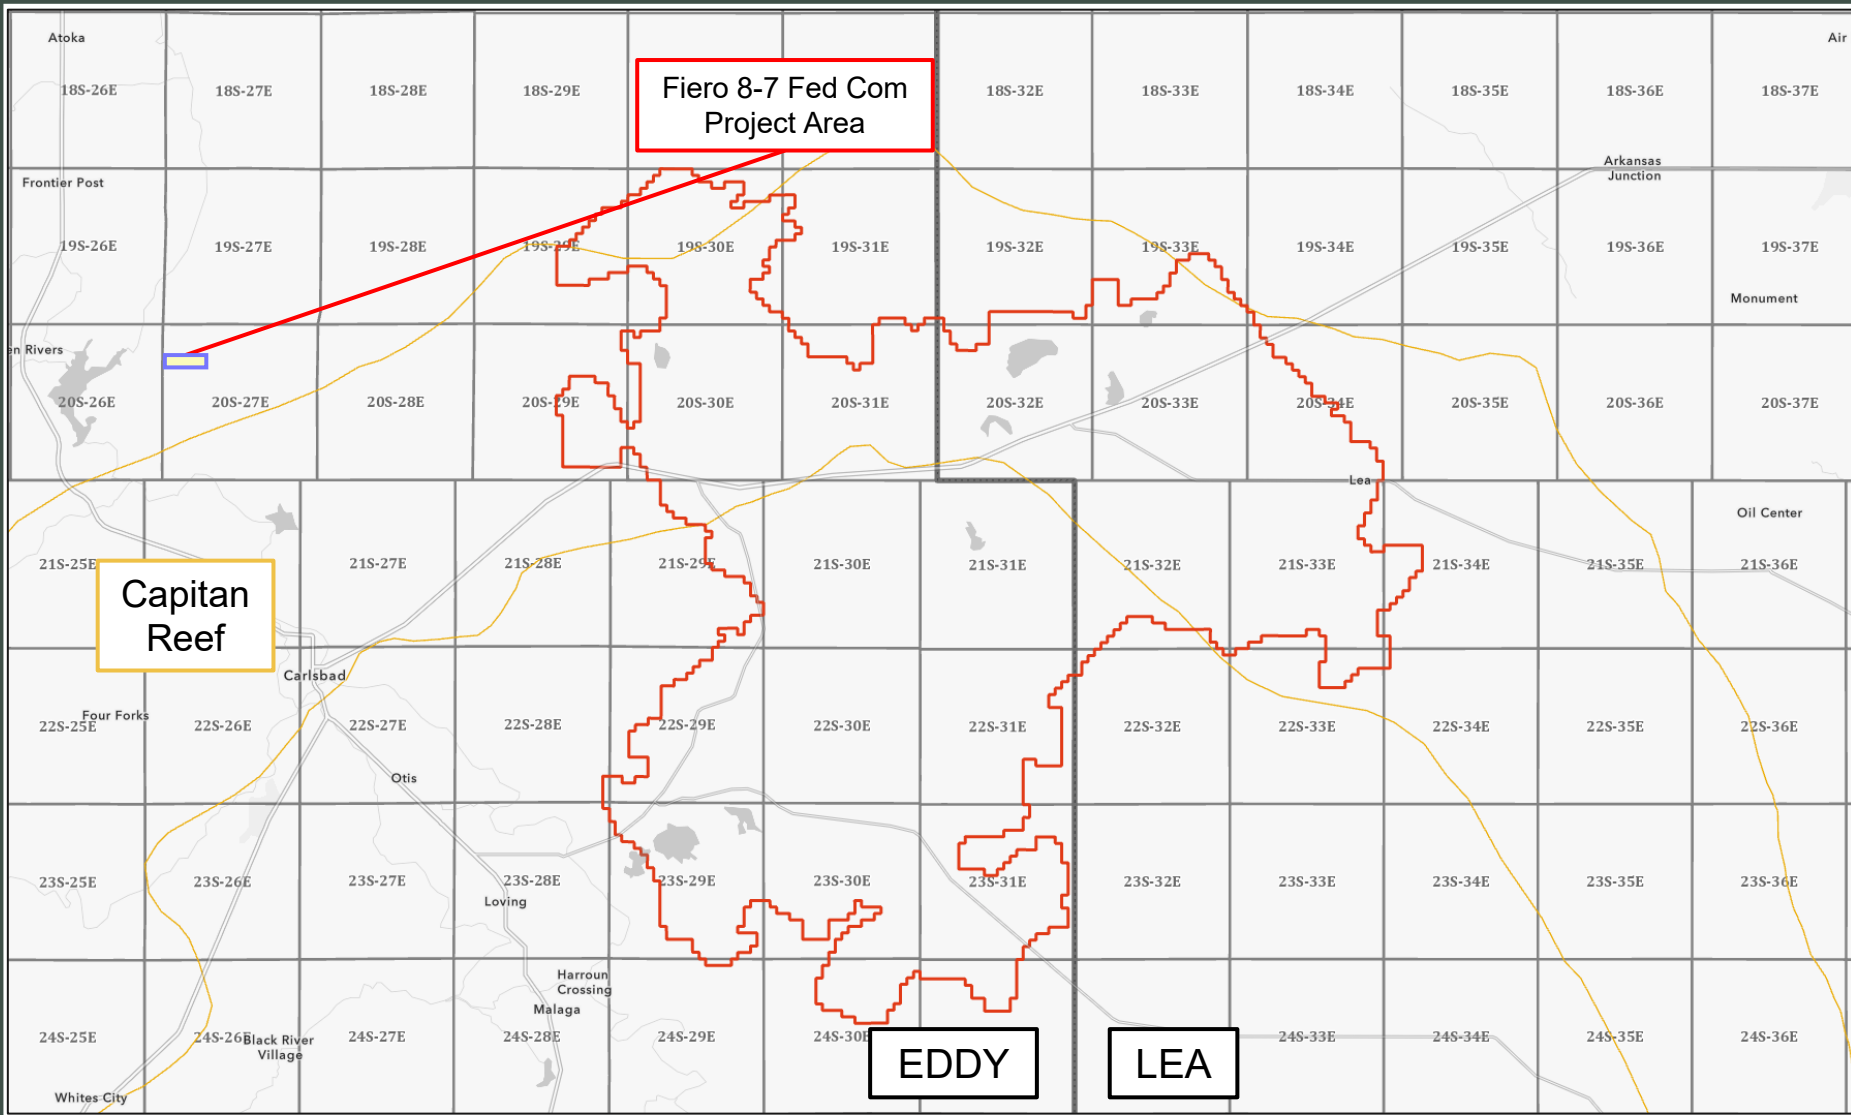 Atoka
Air
18S-26E
18S-27E
18S-28E
18S-29E
Fiero 8-7 Fed Com
Project Area
18S-32E
18S-33E
18S-34E
18S-35E
18S-36E
18S-37E
Frontier Post
Arkansas
Junction
19S-26E
19S-27E
19S-28E
19S-29E
19S-30E
19S-31E
19S-32E
19S-33E
19S-34E
19S-35E
19S-36E
19S-37E
Monument
en Rivers
20S-26E
20S-27E
20S-28E
20S-29E
20S-30E
20S-31E
20S-32E
20S-33E
20S-34E
20S-35E
20S-36E
20S-37E
Lea
Oil Center
21S-25E
21S-27E
21S-28E
21S-29E
21S-30E
21S-31E
21S-32E
21S-33E
21S-34E
21S-35E
21S-36E
Capitan
Reef
Carlsbad
Four Forks
22S-25E
22S-26E
22S-27E
22S-28E
22S-29E
22S-30E
22S-31E
22S-32E
22S-33E
22S-34E
22S-35E
22S-36E
Otis
23S-25E
23S-26E
23S-27E
23S-28E
23S-29E
23S-30E
23S-31E
23S-32E
23S-33E
23S-34E
23S-35E
23S-36E
Loving
Harroun
Crossing
Malaga
24S-25E
24S-26E
Black River
Village
24S-27E
24S-28E
24S-29E
24S-30E
EDDY
LEA
24S-33E
24S-34E
24S-35E
24S-36E
Whites City